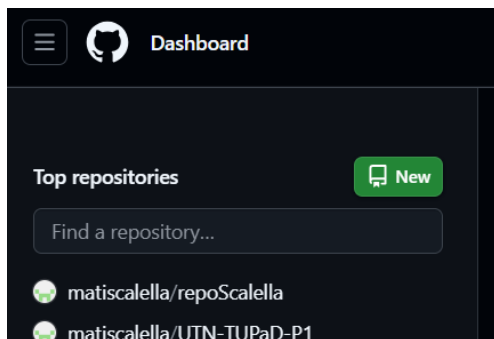 Dashboard
Top repositories
New
Find a repository...
matiscalella/repoScalella
matiscalella/UTN-TUPaD-P1